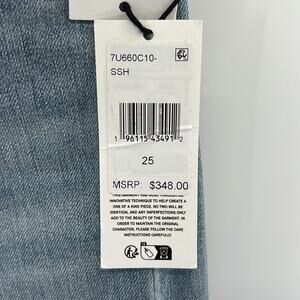 7U660C10-
SSH
1 96115 43491 2
25
MSRP: $348.00
INNOVATIVE TECHNIQUE TO HELP CREATE A
ONE OF KIND PIECE. NO TWO WILL BE
IDENTICAL AND ANY IMPERFECTIONS ONLY
ADD TO THE BEAUTY OF THE GARMENT. IN
ORDER TO MAINTAIN THE ORIGINAL
CHARACTER, PLEASE FOLLOW THE CARE
INSTRUCTIONS CAREFULLY.